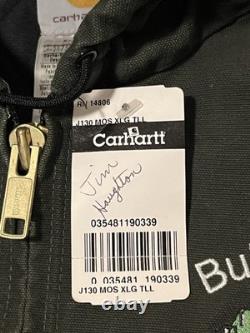 carhartt
RN 14806
J130 MOS XLG TLL
Carhartt
Jim
Haughton
035481190339
Bu
0 035481 190339
J130 MOS XLG TLL